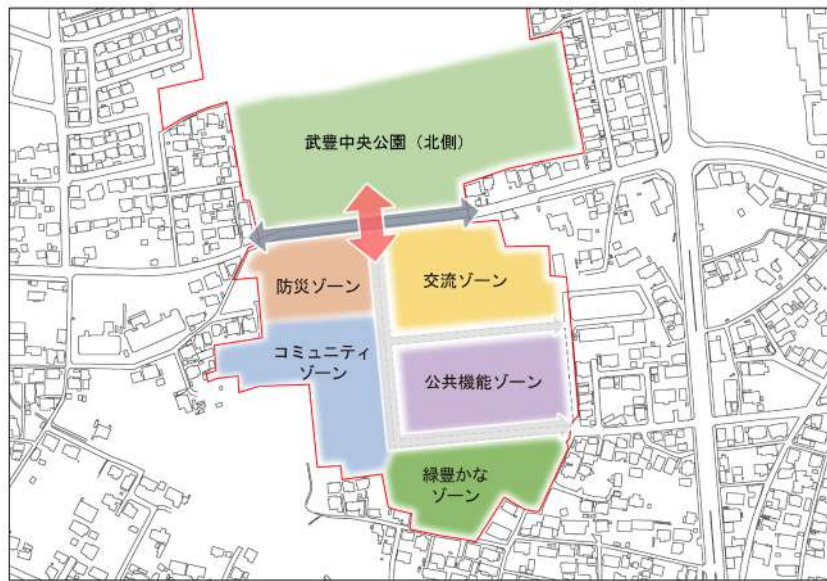 武豊中央公園（北側）
防災ゾーン
交流ゾーン
コミュニティ
ゾーン
公共機能ゾーン
緑豊かな
ゾーン